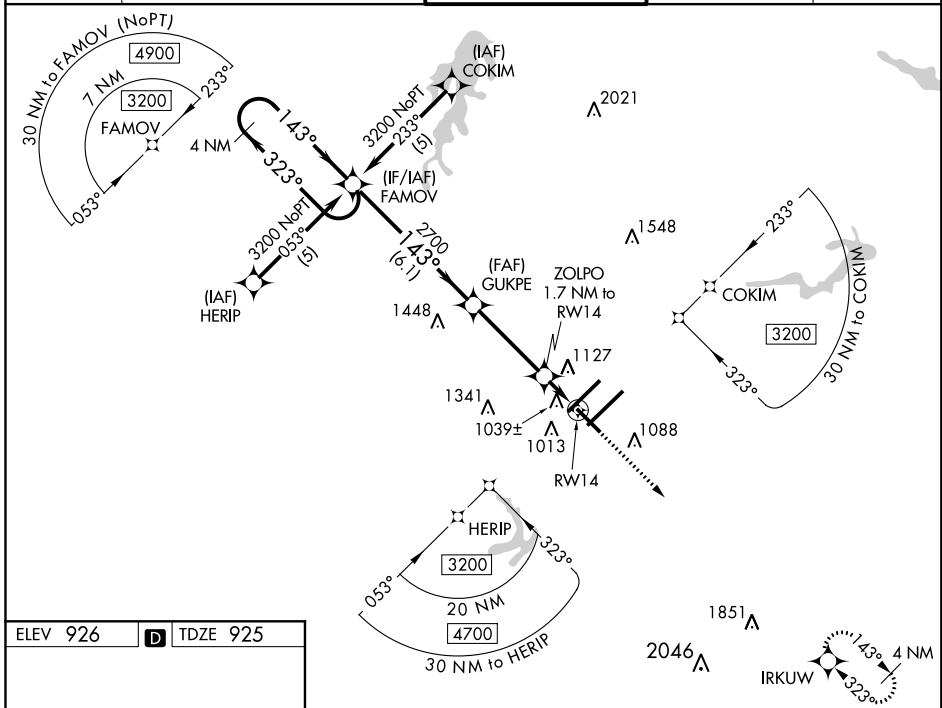 30 NM to FAMOV (NoPT)
4900
7 NM
3200
233°
FAMOV
053°
4 NM
143°
323°
(IAF)
COKIM
3200 NoPT
233°
(5)
(IF/IAF)
FAMOV
3200 NoPT
053°
(5)
(IAF)
HERIP
2700
143°
(6.1)
(FAF)
GUKPE
ZOLPO
1.7 NM to
RW14
2021
1548
1448
1127
1341
1039±
1013
1088
RW14
233°
COKIM
3200
30 NM to COKIM
323°
HERIP
3200
053°
323°
20 NM
4700
30 NM to HERIP
1851
2046
IRKUW
143°
4 NM
323°
ELEV 926 D TDZE 925